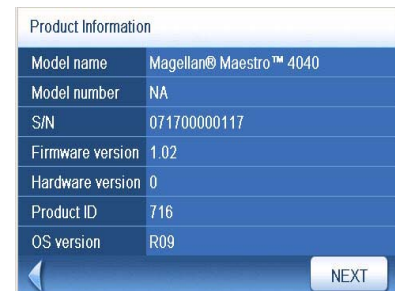 Product Information
Model name Magellan® Maestro™ 4040
Model number NA
S/N 071700000117
Firmware version 1.02
Hardware version 0
Product ID 716
OS version R09
NEXT